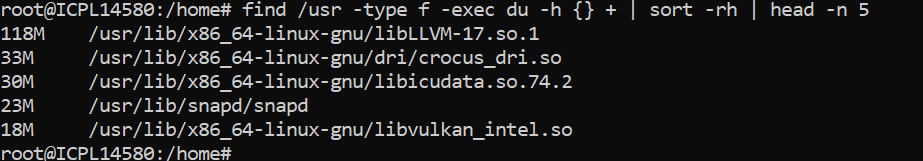 root@ICPL14580:/home# find /usr -type f -exec du -h {} + | sort -rh | head -n 5
118M    /usr/lib/x86_64-linux-gnu/libLLVM-17.so.1
33M     /usr/lib/x86_64-linux-gnu/dri/crocus_dri.so
30M     /usr/lib/x86_64-linux-gnu/libicudata.so.74.2
23M     /usr/lib/snapd/snapd
18M     /usr/lib/x86_64-linux-gnu/libvulkan_intel.so
root@ICPL14580:/home#